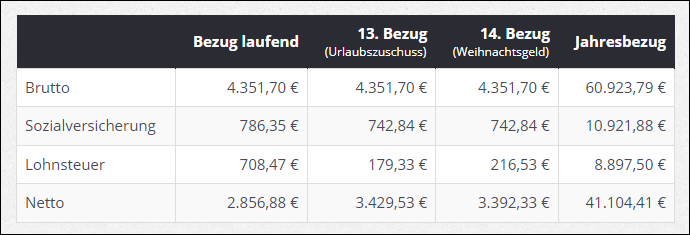 Bezug laufend 13. Bezug (Urlaubszuschuss) 14. Bezug (Weihnachtsgeld) Jahresbezug
Brutto 4.351,70 € 4.351,70 € 4.351,70 € 60.923,79 €
Sozialversicherung 786,35 € 742,84 € 742,84 € 10.921,88 €
Lohnsteuer 708,47 € 179,33 € 216,53 € 8.897,50 €
Netto 2.856,88 € 3.429,53 € 3.392,33 € 41.104,41 €